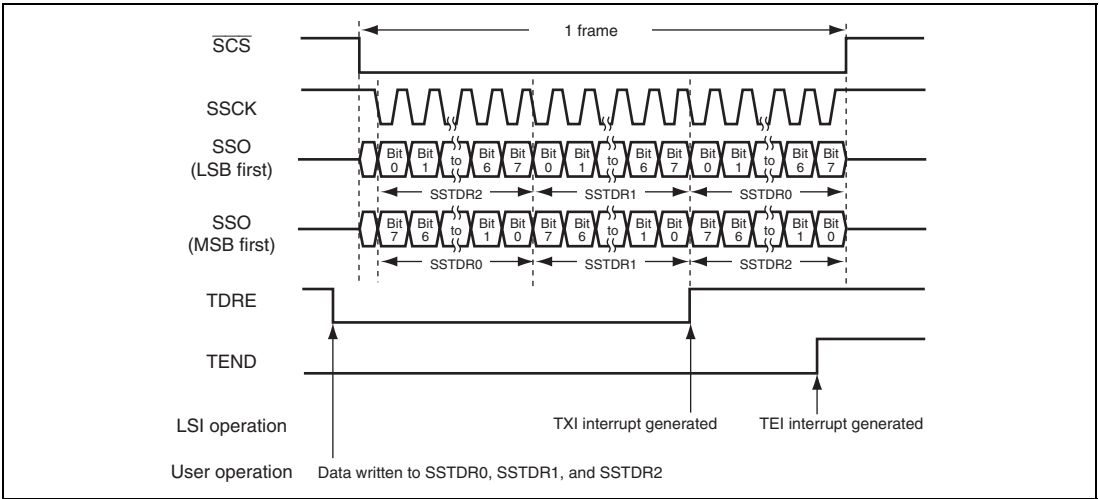 1 frame
SCS
SSCK
SSO
(LSB first)
Bit 0 Bit 1 to Bit 6 Bit 7 Bit 0 Bit 1 to Bit 6 Bit 7 Bit 0 Bit 1 to Bit 6 Bit 7
SSTDR2 SSTDR1 SSTDR0
SSO
(MSB first)
Bit 7 Bit 6 to Bit 1 Bit 0 Bit 7 Bit 6 to Bit 1 Bit 0 Bit 7 Bit 6 to Bit 1 Bit 0
SSTDR0 SSTDR1 SSTDR2
TDRE
TEND
LSI operation TXI interrupt generated TEI interrupt generated
User operation Data written to SSTDR0, SSTDR1, and SSTDR2